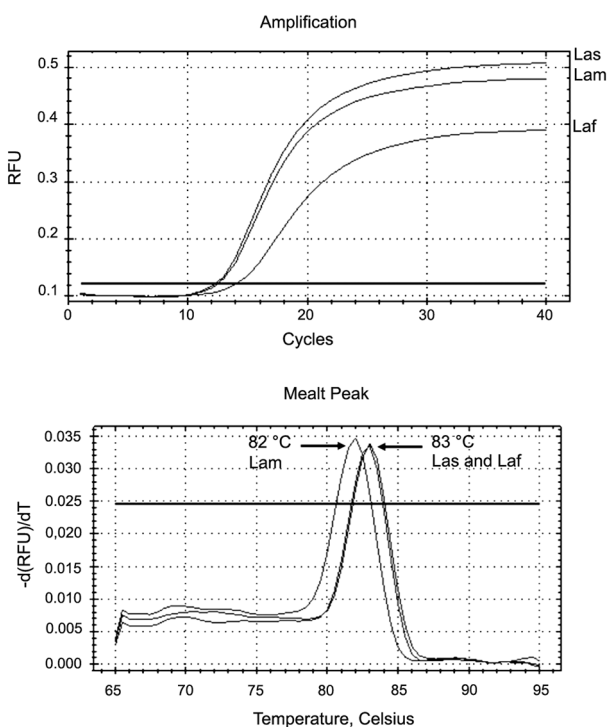 Amplification
Las
Lam
Laf
0.5
0.4
0.3
0.2
0.1
RFU
0 10 20 30 40
Cycles
Mealt Peak
82 °C
Lam
83 °C
Las and Laf
0.035
0.030
0.025
0,020
0.015
0.010
0.005
0.000
-d(RFU)/dT
65 70 75 80 85 90 95
Temperature, Celsius